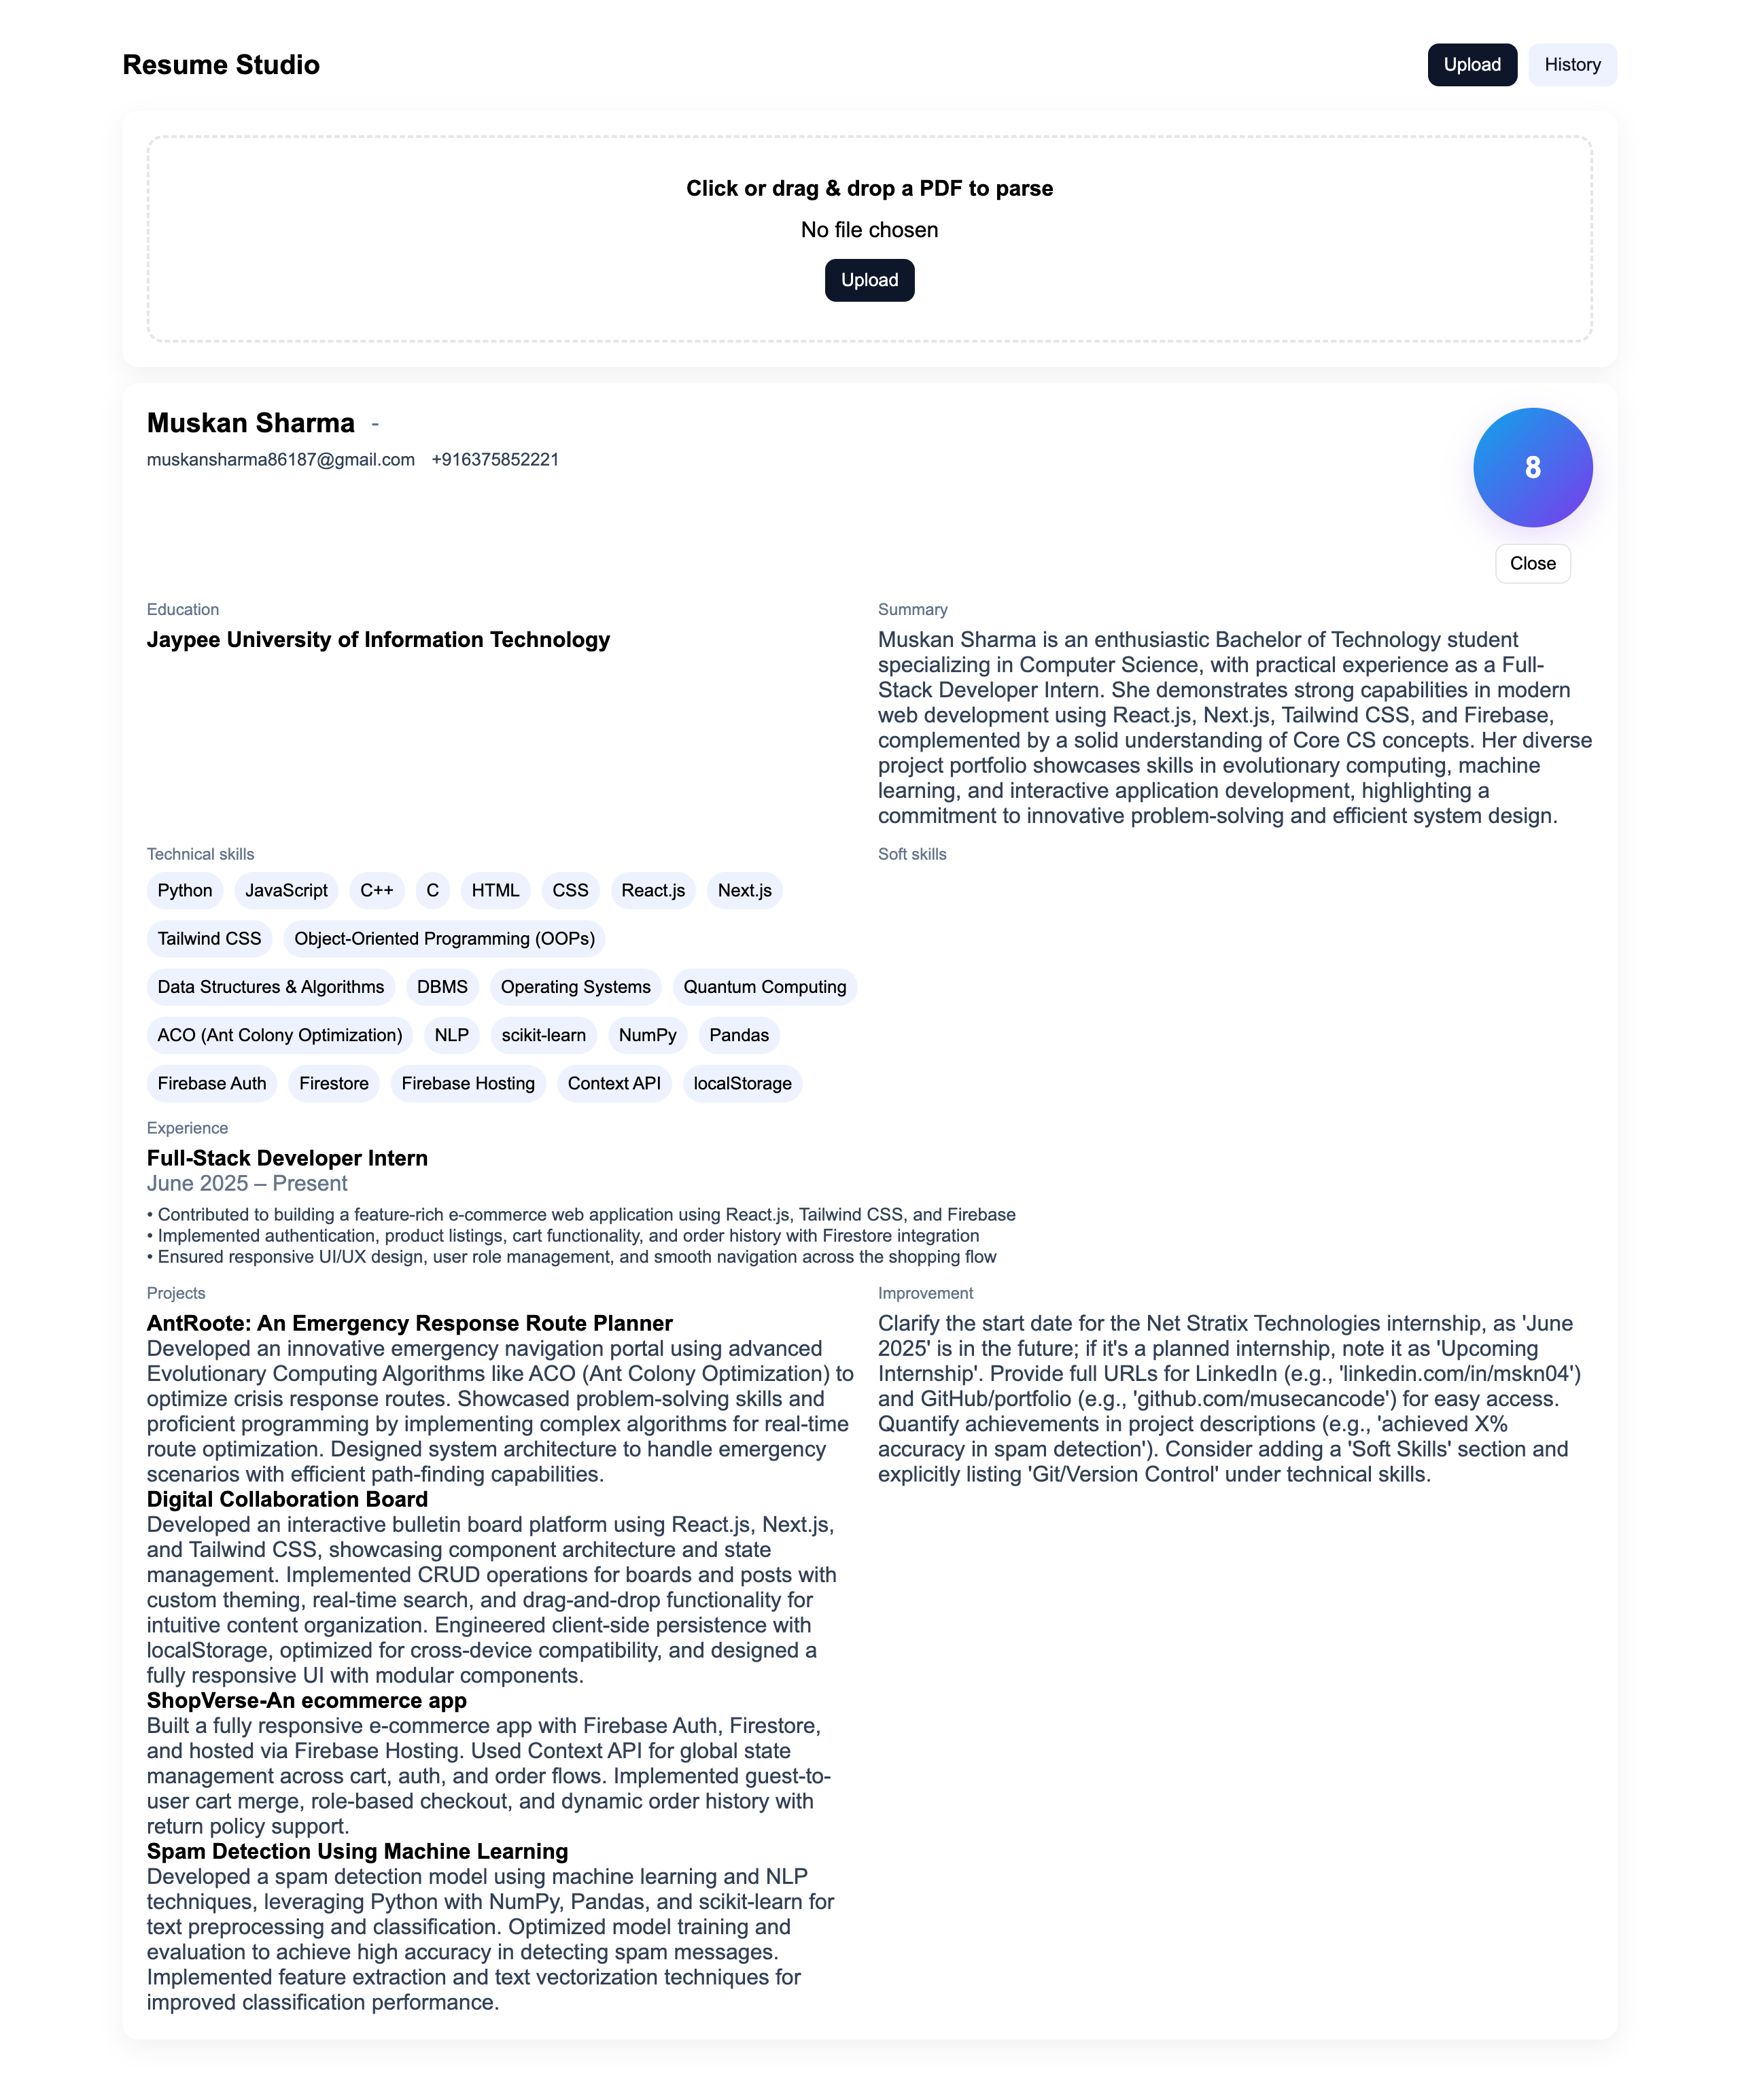 Resume Studio
Upload
History
Click or drag & drop a PDF to parse
No file chosen
Upload
Muskan Sharma -
muskansharma86187@gmail.com +916375852221
8
Close
Education
Jaypee University of Information Technology
Summary
Muskan Sharma is an enthusiastic Bachelor of Technology student
specializing in Computer Science, with practical experience as a Full-
Stack Developer Intern. She demonstrates strong capabilities in modern
web development using React.js, Next.js, Tailwind CSS, and Firebase,
complemented by a solid understanding of Core CS concepts. Her diverse
project portfolio showcases skills in evolutionary computing, machine
learning, and interactive application development, highlighting a
commitment to innovative problem-solving and efficient system design.
Technical skills
Python JavaScript C++ C HTML CSS React.js Next.js
Tailwind CSS Object-Oriented Programming (OOPs)
Data Structures & Algorithms DBMS Operating Systems Quantum Computing
ACO (Ant Colony Optimization) NLP scikit-learn NumPy Pandas
Firebase Auth Firestore Firebase Hosting Context API localStorage
Soft skills
Experience
Full-Stack Developer Intern
June 2025 – Present
• Contributed to building a feature-rich e-commerce web application using React.js, Tailwind CSS, and Firebase
• Implemented authentication, product listings, cart functionality, and order history with Firestore integration
• Ensured responsive UI/UX design, user role management, and smooth navigation across the shopping flow
Projects
AntRoote: An Emergency Response Route Planner
Developed an innovative emergency navigation portal using advanced
Evolutionary Computing Algorithms like ACO (Ant Colony Optimization) to
optimize crisis response routes. Showcased problem-solving skills and
proficient programming by implementing complex algorithms for real-time
route optimization. Designed system architecture to handle emergency
scenarios with efficient path-finding capabilities.
Digital Collaboration Board
Developed an interactive bulletin board platform using React.js, Next.js,
and Tailwind CSS, showcasing component architecture and state
management. Implemented CRUD operations for boards and posts with
custom theming, real-time search, and drag-and-drop functionality for
intuitive content organization. Engineered client-side persistence with
localStorage, optimized for cross-device compatibility, and designed a
fully responsive UI with modular components.
ShopVerse-An ecommerce app
Built a fully responsive e-commerce app with Firebase Auth, Firestore,
and hosted via Firebase Hosting. Used Context API for global state
management across cart, auth, and order flows. Implemented guest-to-
user cart merge, role-based checkout, and dynamic order history with
return policy support.
Spam Detection Using Machine Learning
Developed a spam detection model using machine learning and NLP
techniques, leveraging Python with NumPy, Pandas, and scikit-learn for
text preprocessing and classification. Optimized model training and
evaluation to achieve high accuracy in detecting spam messages.
Implemented feature extraction and text vectorization techniques for
improved classification performance.
Improvement
Clarify the start date for the Net Stratix Technologies internship, as 'June
2025' is in the future; if it's a planned internship, note it as 'Upcoming
Internship'. Provide full URLs for LinkedIn (e.g., 'linkedin.com/in/mskn04')
and GitHub/portfolio (e.g., 'github.com/musecancode') for easy access.
Quantify achievements in project descriptions (e.g., 'achieved X%
accuracy in spam detection'). Consider adding a 'Soft Skills' section and
explicitly listing 'Git/Version Control' under technical skills.